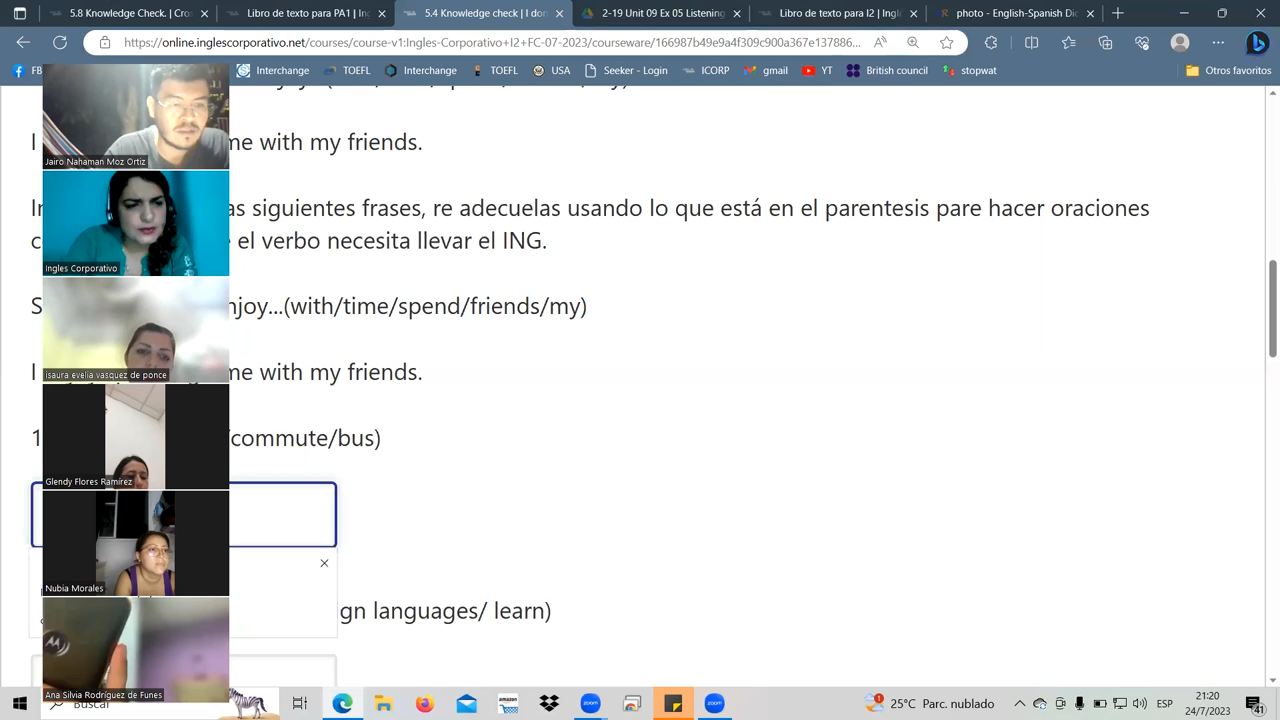 5.8 Knowledge Check. I
Libro de texto para PA1 | In
5.4 Knowledge Check | I don
2-19 Unit 09 Ex 05 Listening
Libro de texto para I2 | Ingl
photo - English-Spanish Dic
https://online.inglescorporativo.net/courses/course-v1:Ingles-Corporativo+I2+FC-07-2023/courseware/166987b49e9a4f309c900a367e137886...
FB
Interchange
TOEFL
Interchange
TOEFL
USA
Seeker - Login
ICORP
gmail
YT
British council
stopwat
Otros favoritos
I
me with my friends.
as siguientes frases, re adecuelas usando lo que está en el parentesis pare hacer oraciones
el verbo necesita llevar el ING.
njoy...(with/time/spend/friends/my)
I
me with my friends.
1
/commute/bus)
gn languages/ learn)
Jairo Nahaman Moz Ortiz
Ingles Corporativo
isaura evelia vasquez de ponce
Glendy Flores Ramírez
Nubia Morales
Ana Silvia Rodríguez de Funes
Buscar
25°C Parc. nublado
ESP
21:20
24/7/2023
41